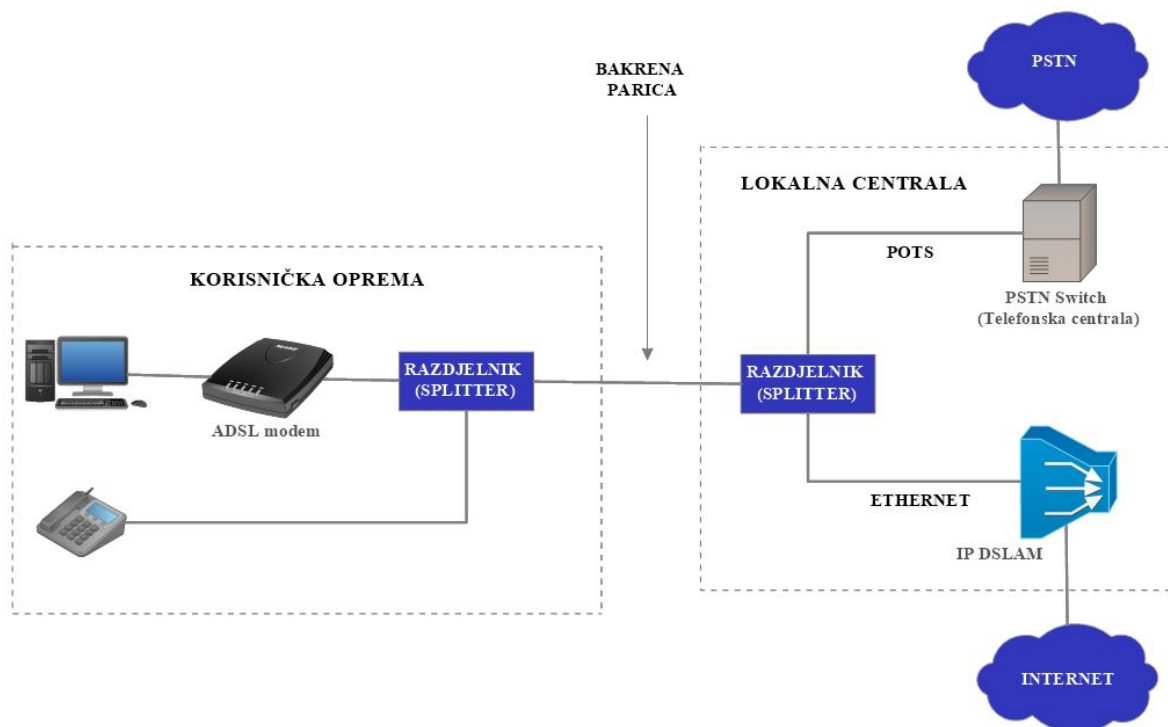 PSTN
BAKRENA
PARICA
LOKALNA CENTRALA
POTS
PSTN Switch
(Telefonska centrala)
KORISNIČKA OPREMA
RAZDJELNIK
(SPLITTER)
ADSL modem
RAZDJELNIK
(SPLITTER)
ETHERNET
IP DSLAM
INTERNET